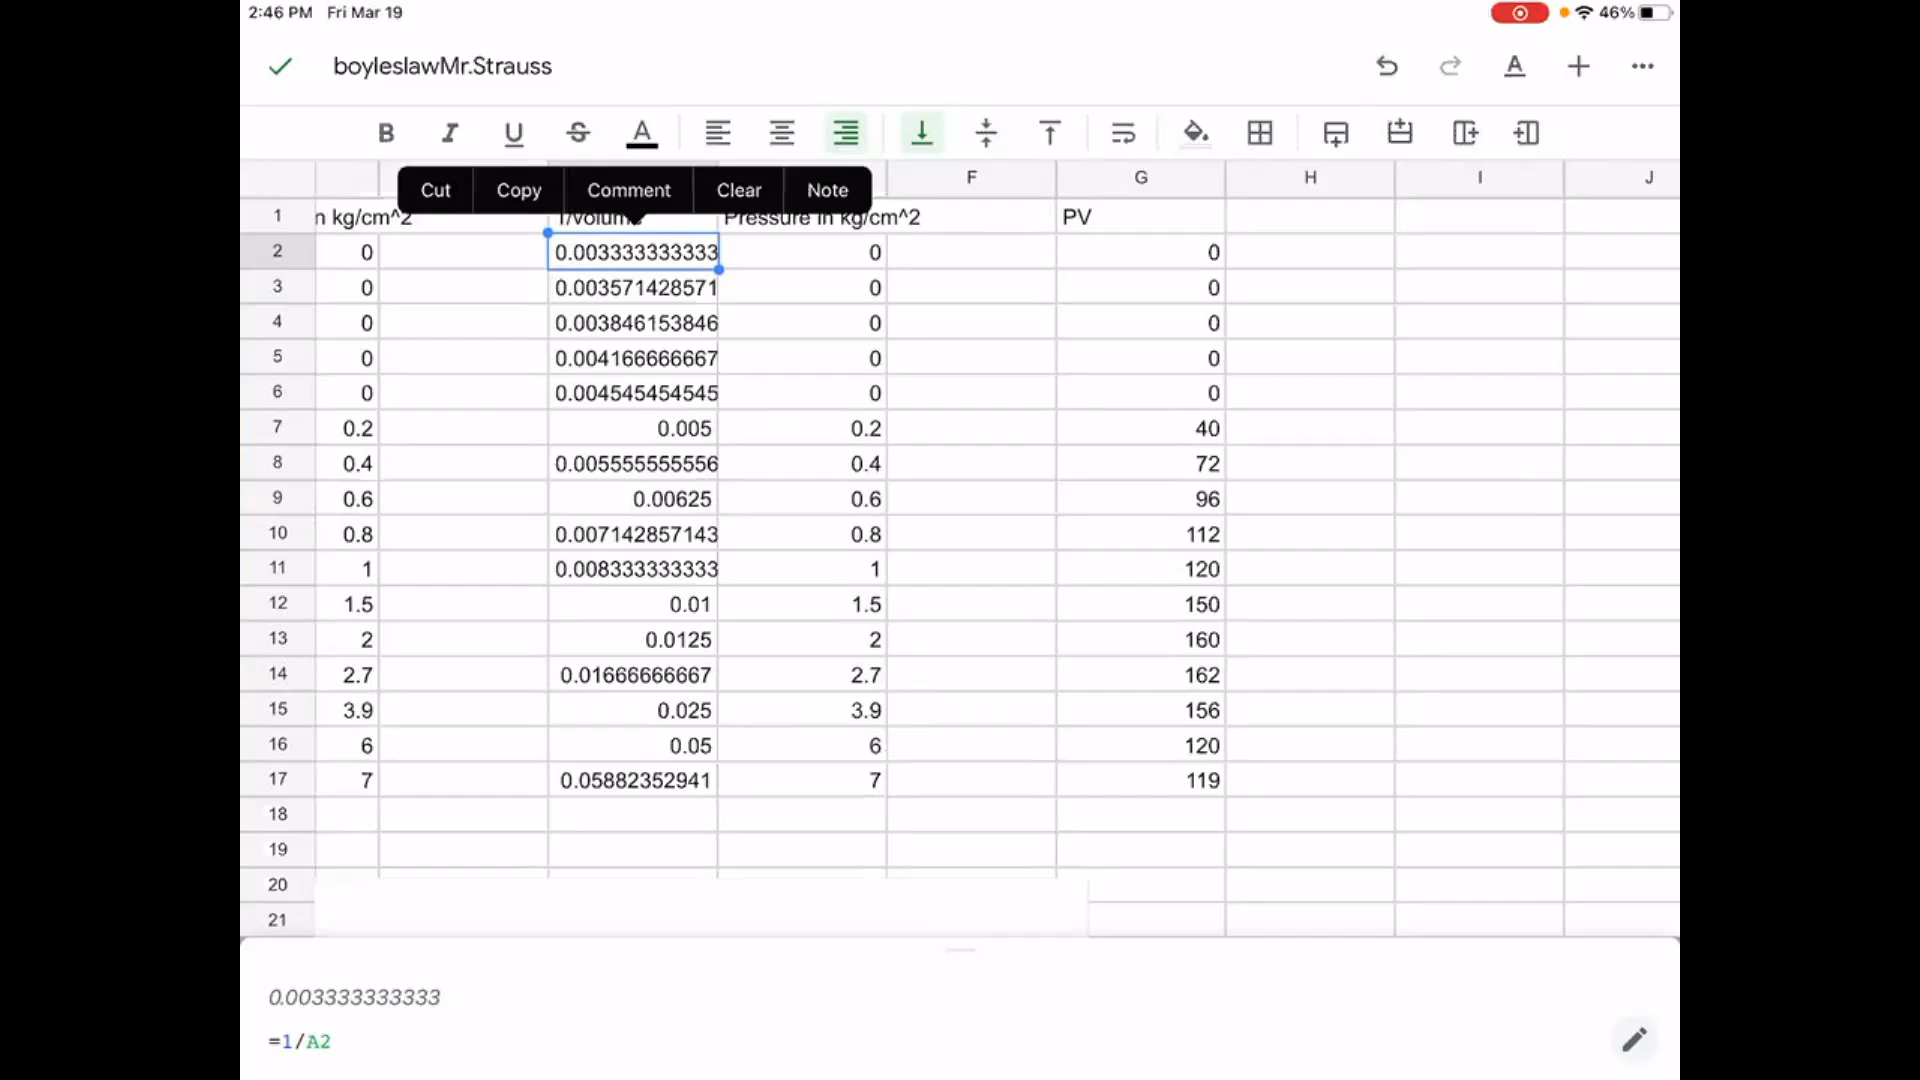 2:46 PM Fri Mar 19
46%
boyleslawMr.Strauss
B I U S A
Cut Copy Comment Clear Note
F G H I J
1 n kg/cm^2 1/volume Pressure in kg/cm^2 PV
2 0 0.003333333333 0 0
3 0 0.003571428571 0 0
4 0 0.003846153846 0 0
5 0 0.004166666667 0 0
6 0 0.004545454545 0 0
7 0.2 0.005 0.2 40
8 0.4 0.005555555556 0.4 72
9 0.6 0.00625 0.6 96
10 0.8 0.007142857143 0.8 112
11 1 0.008333333333 1 120
12 1.5 0.01 1.5 150
13 2 0.0125 2 160
14 2.7 0.01666666667 2.7 162
15 3.9 0.025 3.9 156
16 6 0.05 6 120
17 7 0.05882352941 7 119
18
19
20
21
0.003333333333
=1/A2